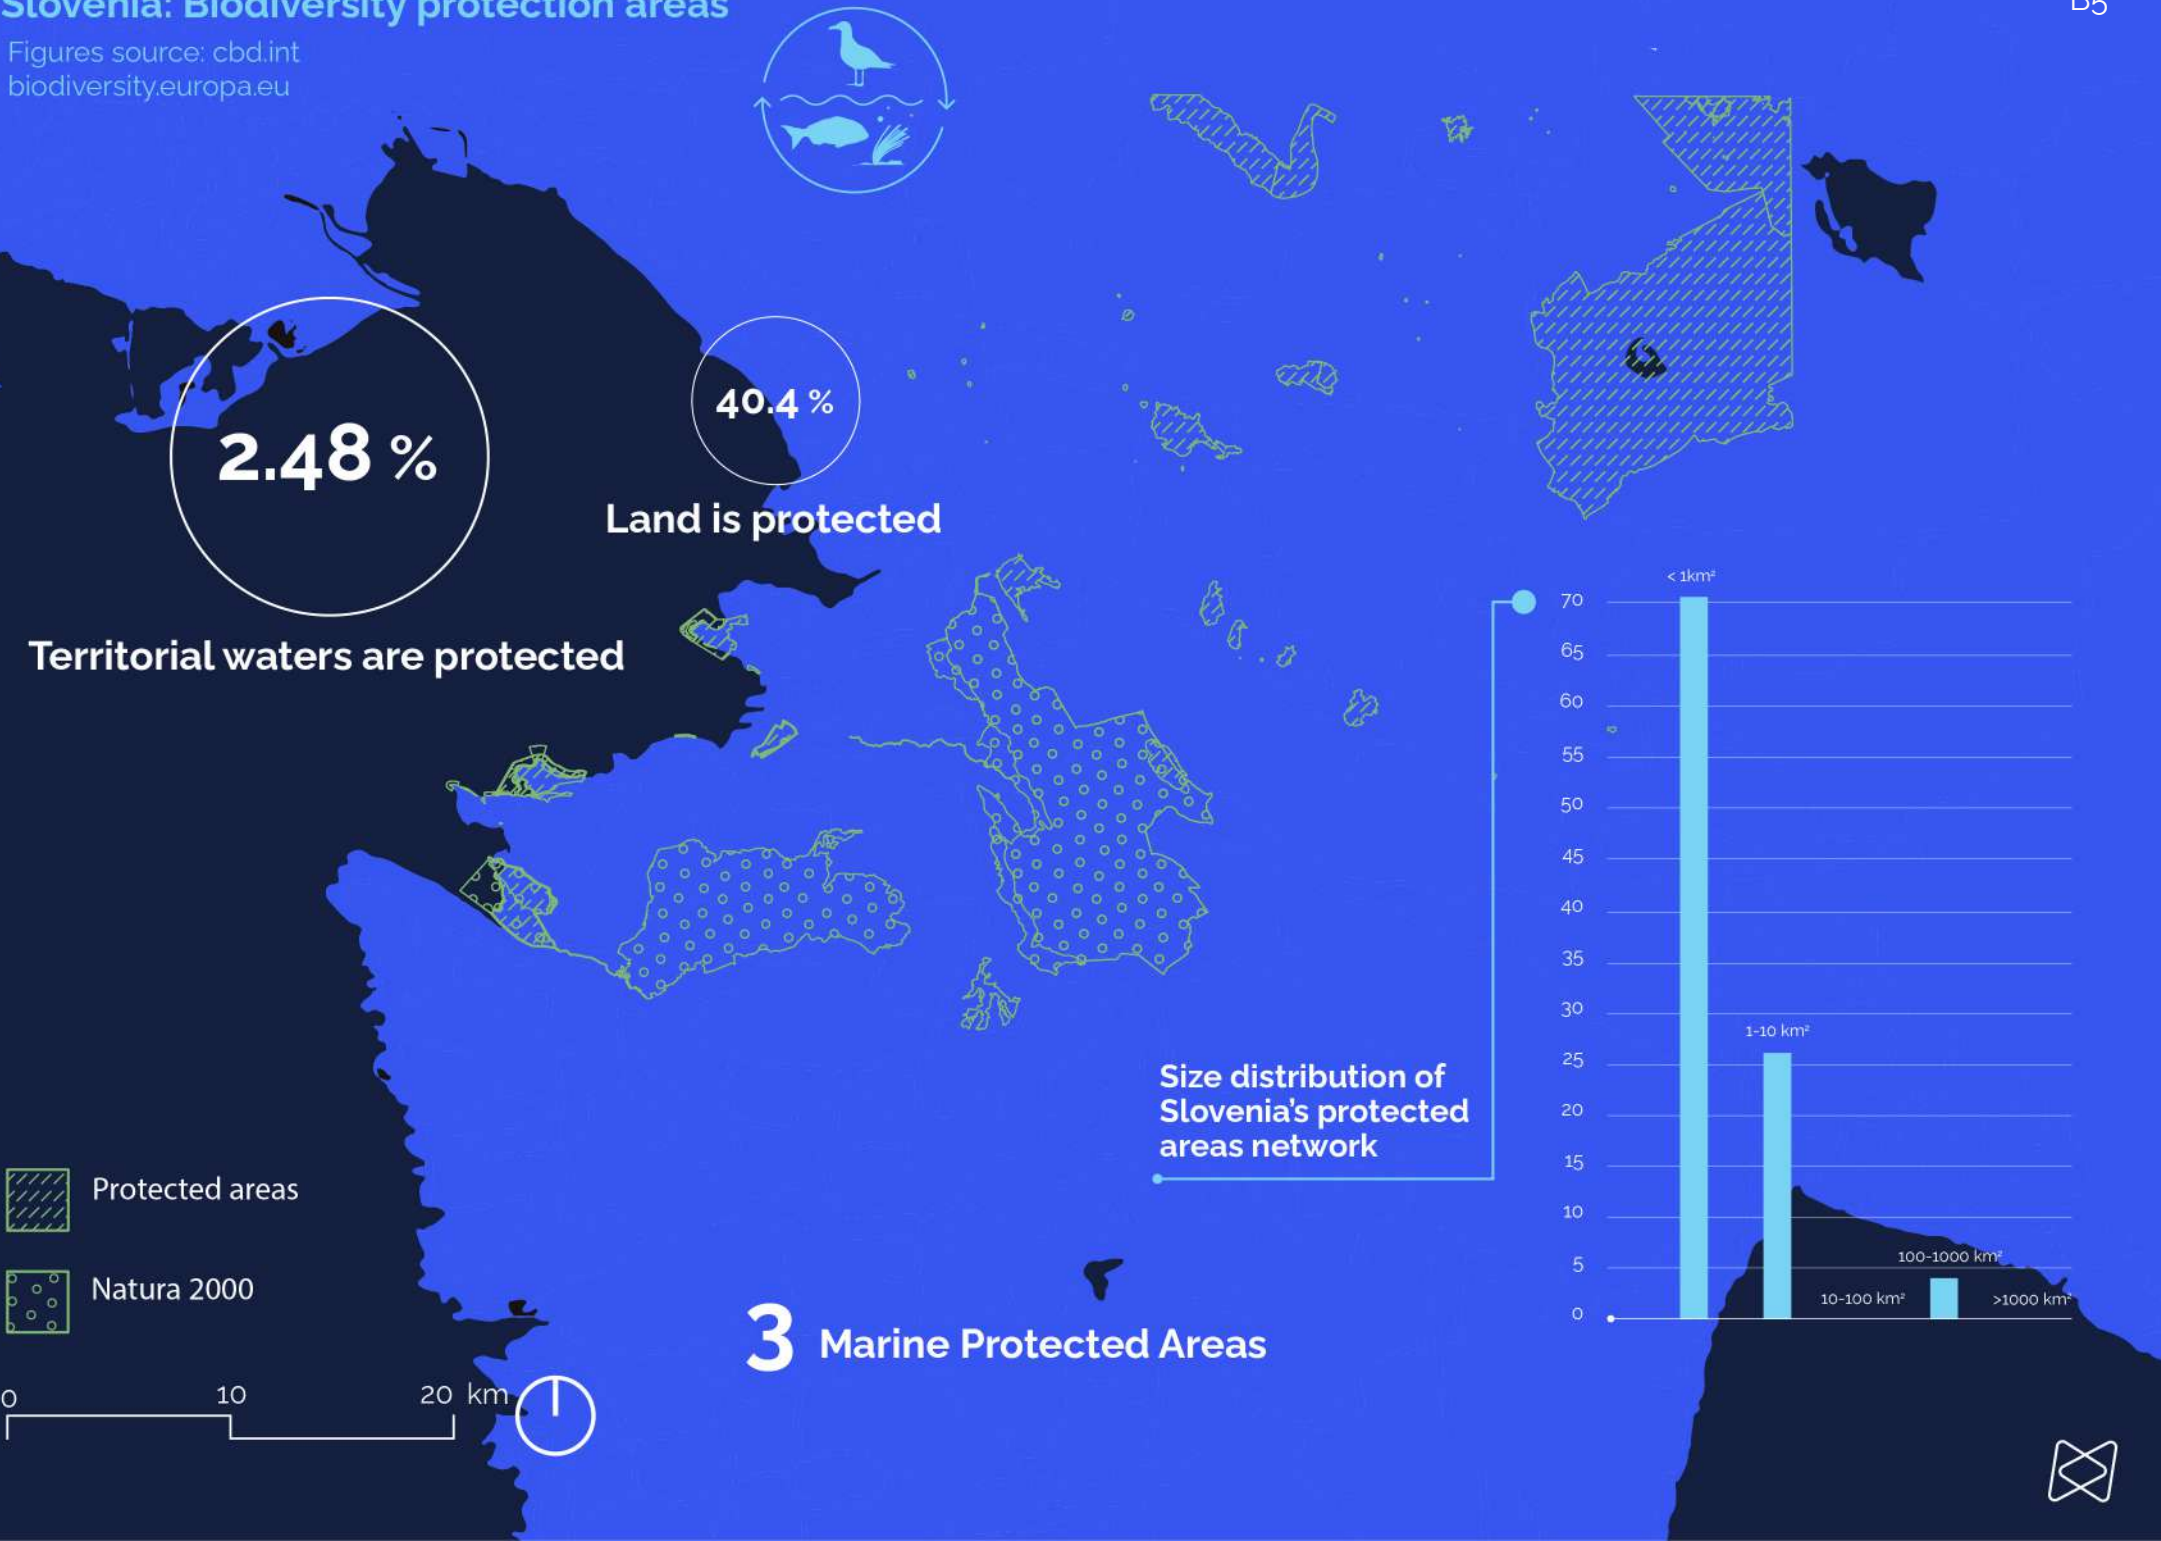 Slovenia: Biodiversity protection areas
B5
Figures source: cbd.int
biodiversity.europa.eu
40.4 %
2.48 %
Land is protected
Territorial waters are protected
< 1km²
70
65
60
55
50
45
40
35
30
1-10 km²
25
20
15
10
100-1000 km²
5
10-100 km²
>1000 km²
0
Size distribution of
Slovenia's protected
areas network
Protected areas
Natura 2000
3 Marine Protected Areas
0 10 20 km